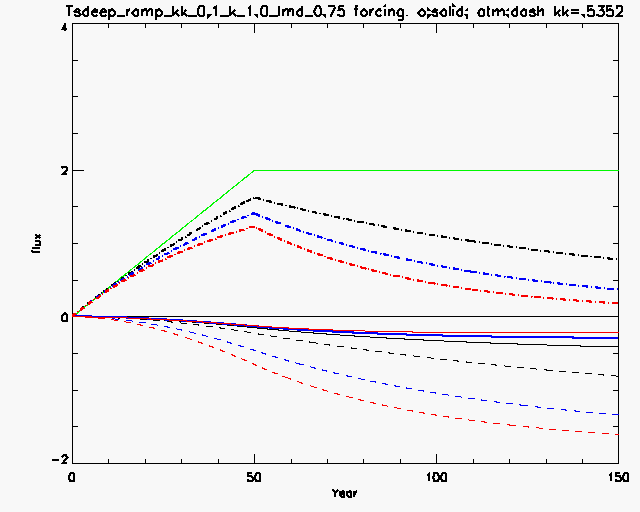 Tsdeep_ramp_kk_0,1_k_1,0_lmd_0,75 forcing. o;solid; atm;dash kk=.5352
4
2
flux
0
-2
0 50 100 150
Year